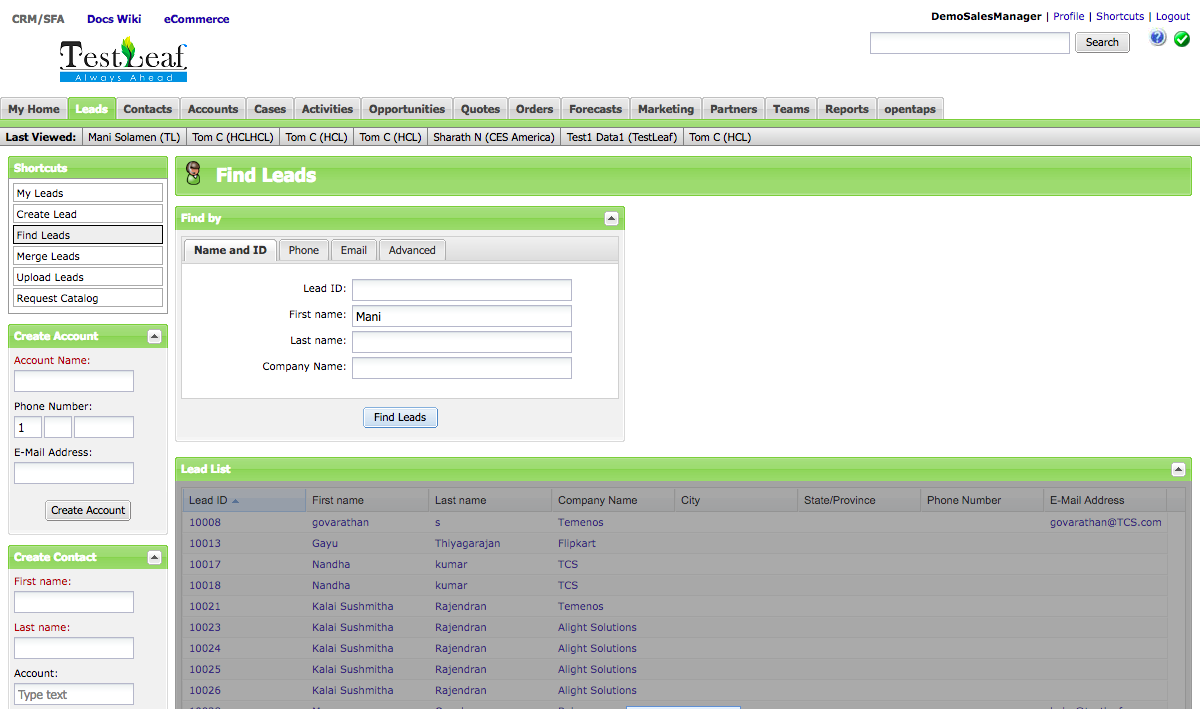 CRM/SFA Docs Wiki eCommerce
DemoSalesManager | Profile | Shortcuts | Logout
TestLeaf
Always Ahead
Search
?
My Home Leads Contacts Accounts Cases Activities Opportunities Quotes Orders Forecasts Marketing Partners Teams Reports opentaps
Last Viewed: Mani Solamen (TL) Tom C (HCLHCL) Tom C (HCL) Tom C (HCL) Sharath N (CES America) Test1 Data1 (TestLeaf) Tom C (HCL)
Shortcuts
My Leads
Create Lead
Find Leads
Merge Leads
Upload Leads
Request Catalog
Create Account
Account Name:
Phone Number:
1
E-Mail Address:
Create Account
Create Contact
First name:
Last name:
Account:
Type text
Find Leads
Find by
Name and ID Phone Email Advanced
Lead ID:
First name: Mani
Last name:
Company Name:
Find Leads
Lead List
Lead ID First name Last name Company Name City State/Province Phone Number E-Mail Address
10008 govarathan s Temenos govarathan@TCS.com
10013 Gayu Thiyagarajan Flipkart
10017 Nandha kumar TCS
10018 Nandha kumar TCS
10021 Kalai Sushmitha Rajendran Temenos
10023 Kalai Sushmitha Rajendran Alight Solutions
10024 Kalai Sushmitha Rajendran Alight Solutions
10025 Kalai Sushmitha Rajendran Alight Solutions
10026 Kalai Sushmitha Rajendran Alight Solutions